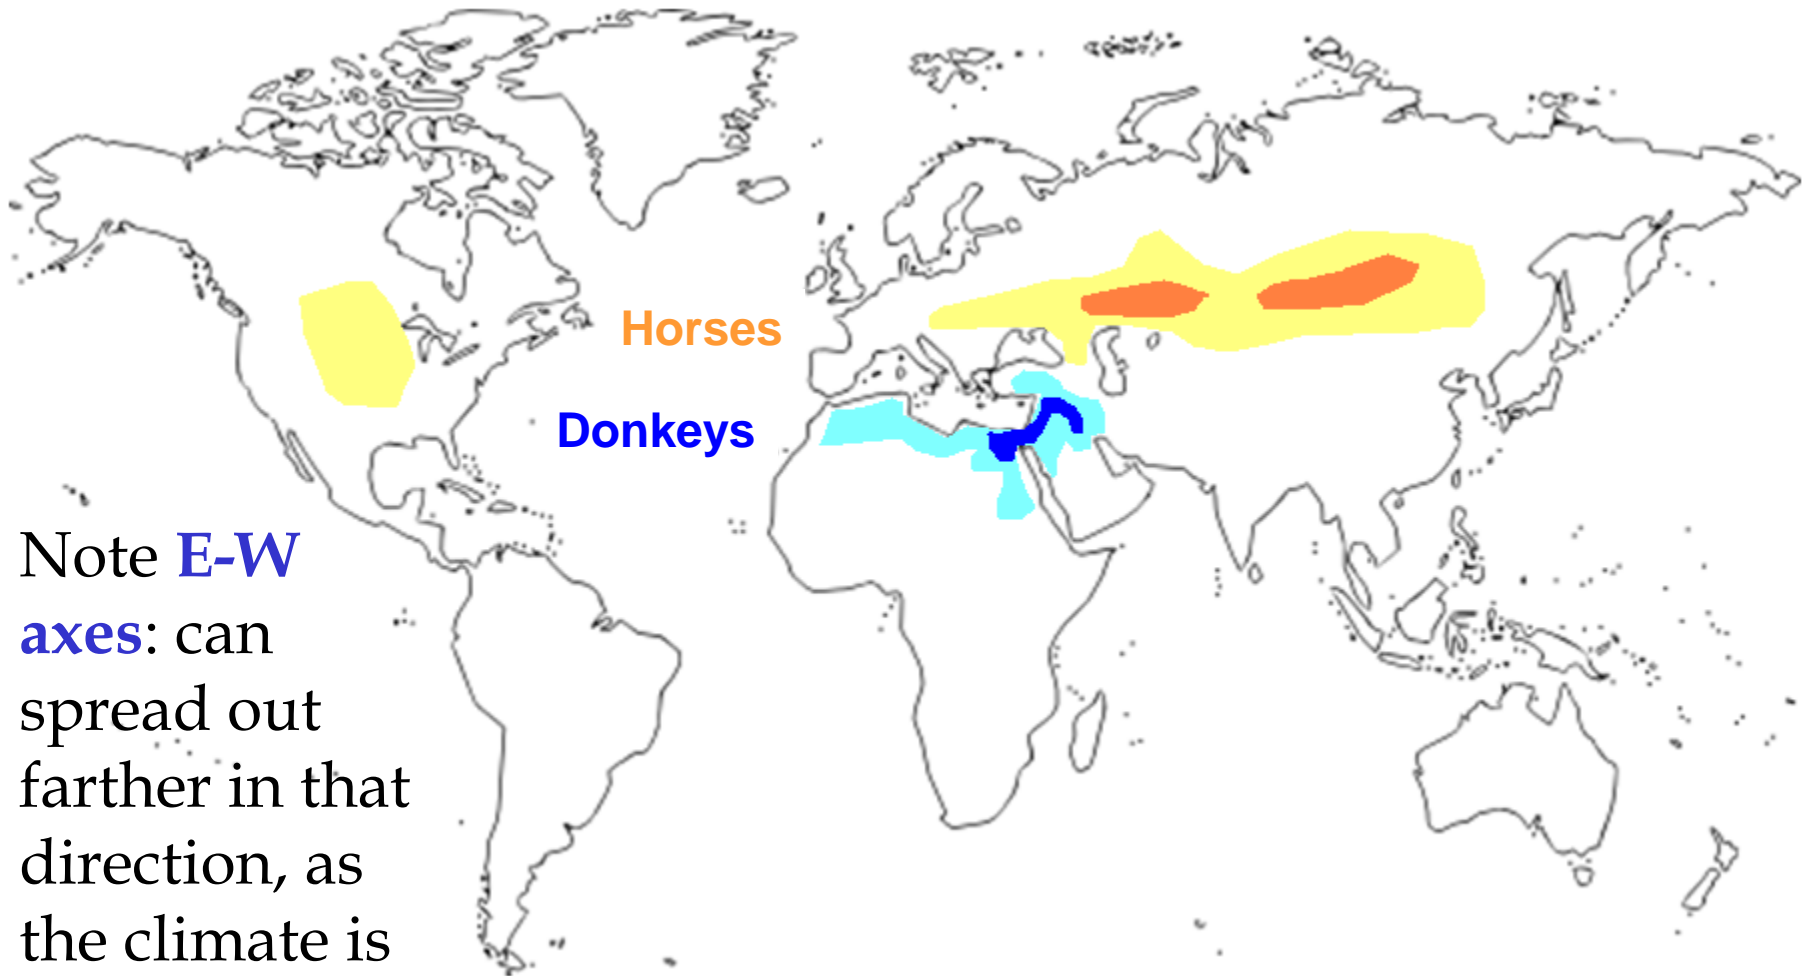 Horses
Donkeys
Note E-W
axes: can
spread out
farther in that
direction, as
the climate is